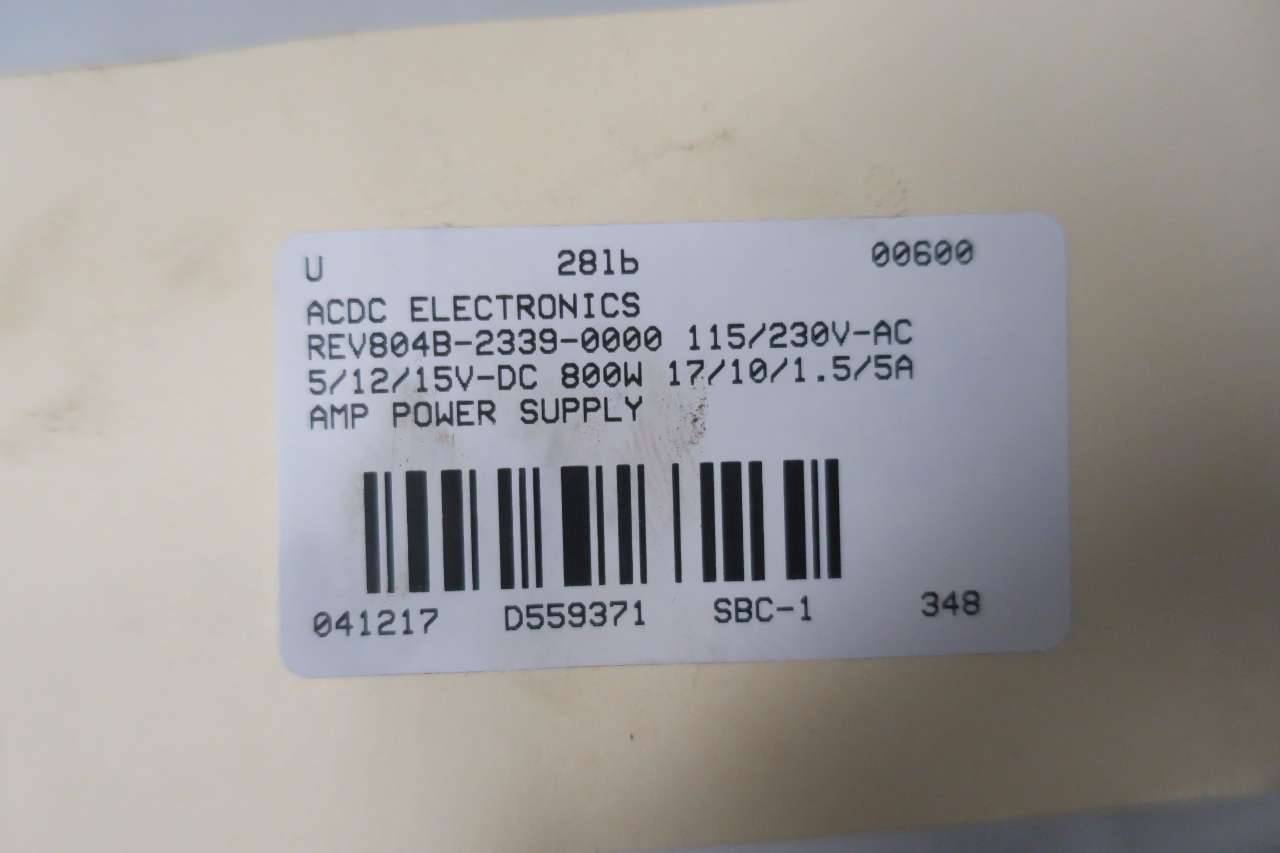 U 28lb 00600
ACDC ELECTRONICS
REV804B-2339-0000 115/230V-AC
5/12/15V-DC 800W 17/10/1.5/5A
AMP POWER SUPPLY
041217 D559371 SBC-1 348